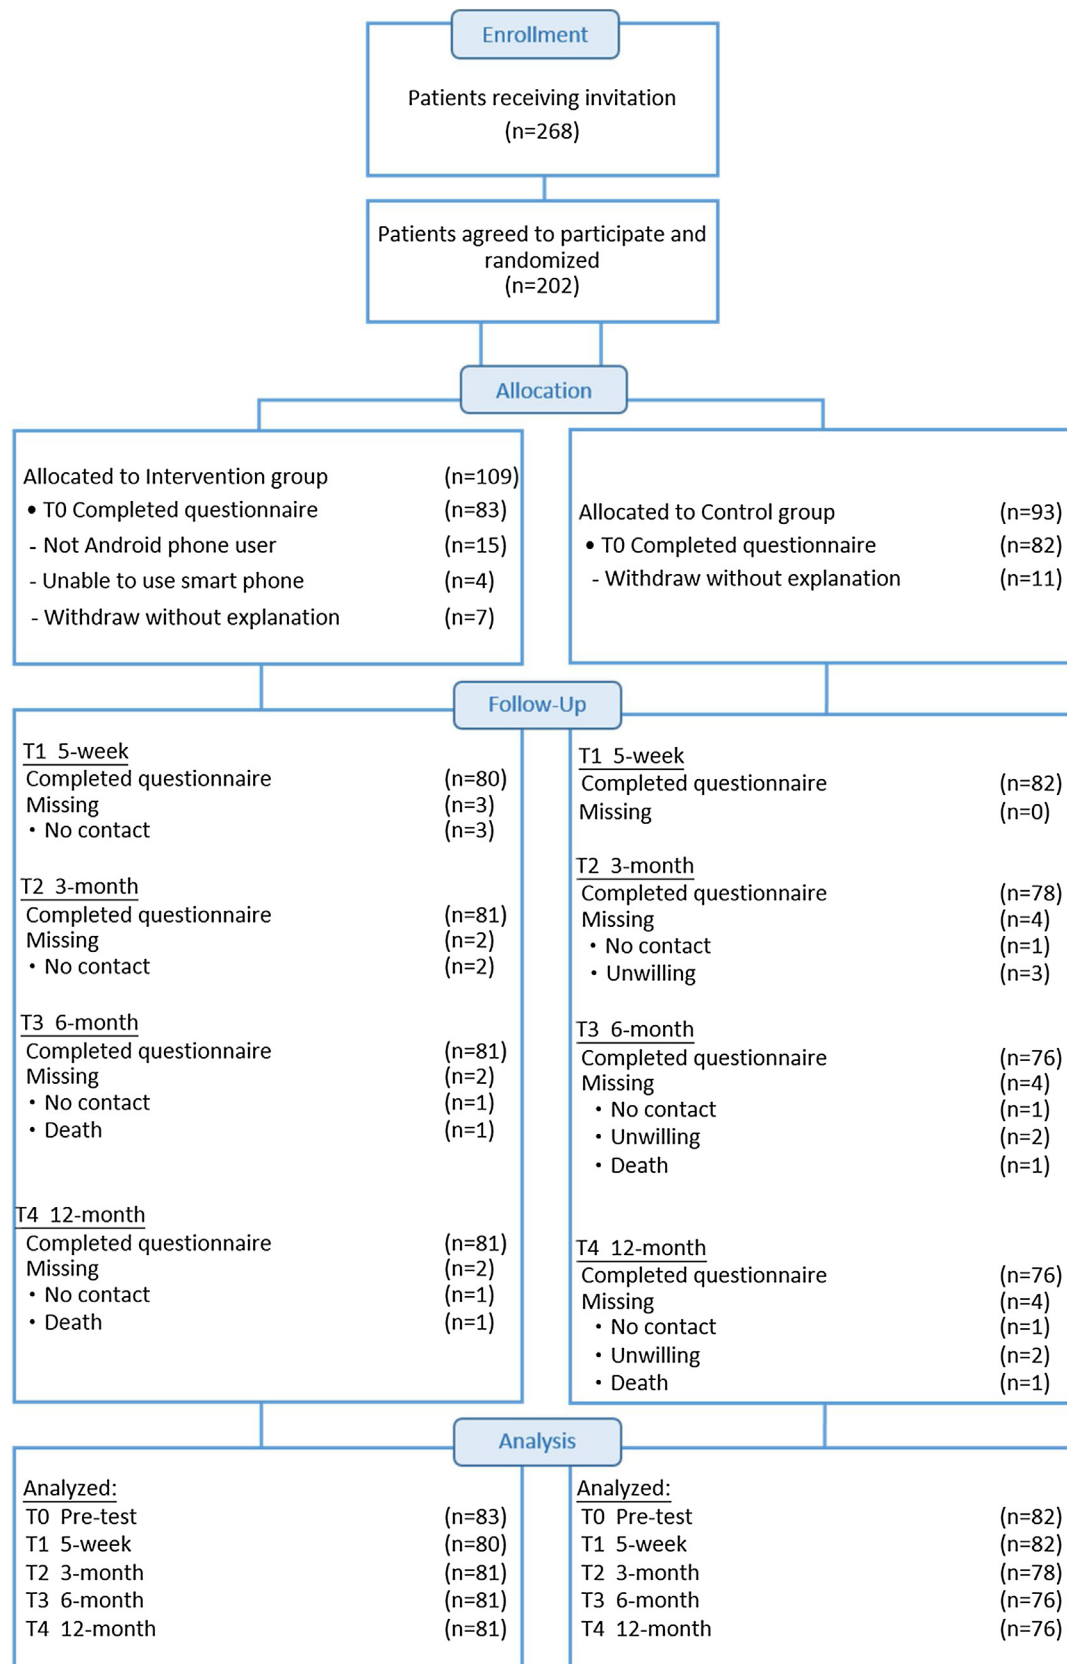 Enrollment
Patients receiving invitation
(n=268)
Patients agreed to participate and
randomized
(n=202)
Allocation
Allocated to Intervention group (n=109)
• T0 Completed questionnaire (n=83)
- Not Android phone user (n=15)
- Unable to use smart phone (n=4)
- Withdraw without explanation (n=7)
Allocated to Control group (n=93)
• T0 Completed questionnaire (n=82)
- Withdraw without explanation (n=11)
Follow-Up
T1 5-week
Completed questionnaire (n=80)
Missing (n=3)
• No contact (n=3)
T2 3-month
Completed questionnaire (n=81)
Missing (n=2)
• No contact (n=2)
T3 6-month
Completed questionnaire (n=81)
Missing (n=2)
• No contact (n=1)
• Death (n=1)
T4 12-month
Completed questionnaire (n=81)
Missing (n=2)
• No contact (n=1)
• Death (n=1)
T1 5-week
Completed questionnaire (n=82)
Missing (n=0)
T2 3-month
Completed questionnaire (n=78)
Missing (n=4)
• No contact (n=1)
• Unwilling (n=3)
T3 6-month
Completed questionnaire (n=76)
Missing (n=4)
• No contact (n=1)
• Unwilling (n=2)
• Death (n=1)
T4 12-month
Completed questionnaire (n=76)
Missing (n=4)
• No contact (n=1)
• Unwilling (n=2)
• Death (n=1)
Analysis
Analyzed:
T0 Pre-test (n=83)
T1 5-week (n=80)
T2 3-month (n=81)
T3 6-month (n=81)
T4 12-month (n=81)
Analyzed:
T0 Pre-test (n=82)
T1 5-week (n=82)
T2 3-month (n=78)
T3 6-month (n=76)
T4 12-month (n=76)